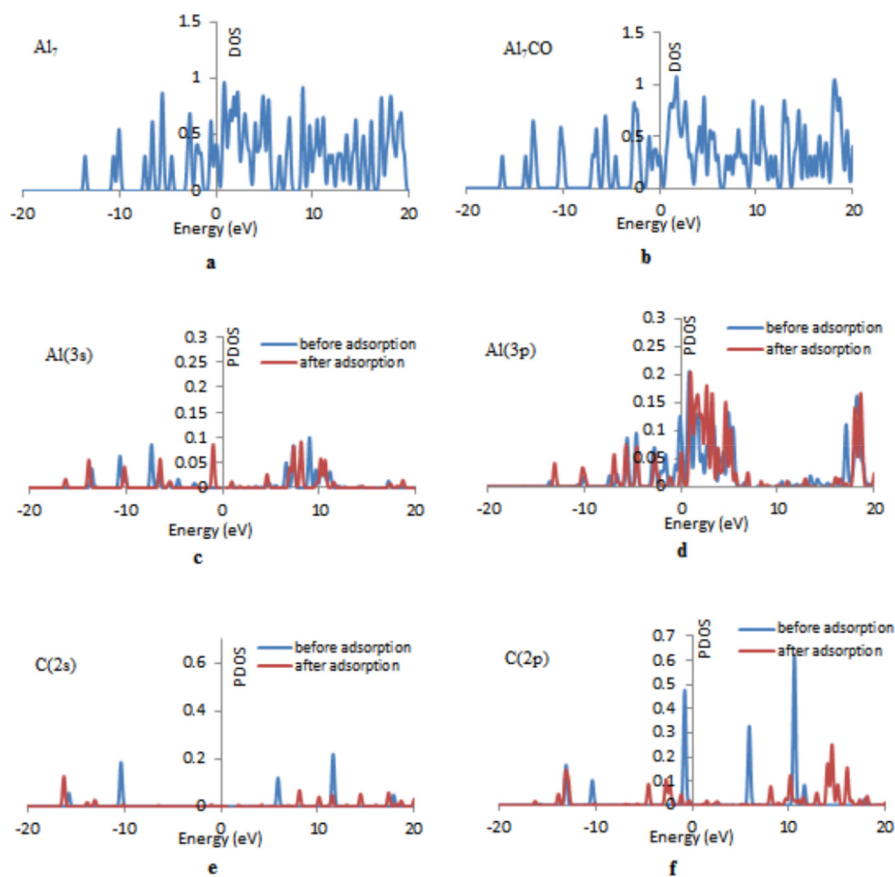 Al₇
DOS
1.5
1
0.5
0
-20 -10 0 10 20
Energy (eV)
a
Al₇CO
DOS
1.5
1
0.5
0
-20 -10 0 10 20
Energy (eV)
b
Al(3s)
PDOS
before adsorption
after adsorption
0.3
0.25
0.2
0.15
0.1
0.05
0
-20 -10 0 10 20
Energy (eV)
c
Al(3p)
PDOS
before adsorption
after adsorption
0.3
0.25
0.2
0.15
0.1
0.05
0
-20 -10 0 10 20
Energy (eV)
d
C(2s)
PDOS
before adsorption
after adsorption
0.6
0.4
0.2
0
-20 -10 0 10 20
e
C(2p)
PDOS
before adsorption
after adsorption
0.7
0.6
0.5
0.4
0.3
0.2
0.1
0
-20 -10 0 10 20
f